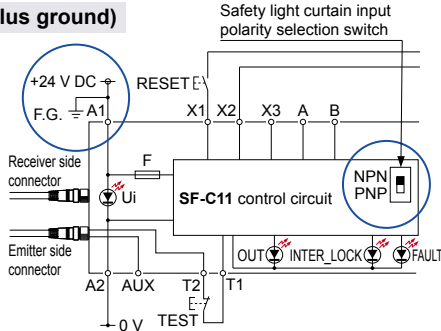 lus ground)
Safety light curtain input
polarity selection switch
+24 V DC
RESET
F.G.
A1
X1
X2
X3
A
B
Receiver side
connector
F
Ui
SF-C11 control circuit
NPN
PNP
Emitter side
connector
OUT
INTER_LOCK
FAULT
A2
AUX
T2
T1
TEST
0 V